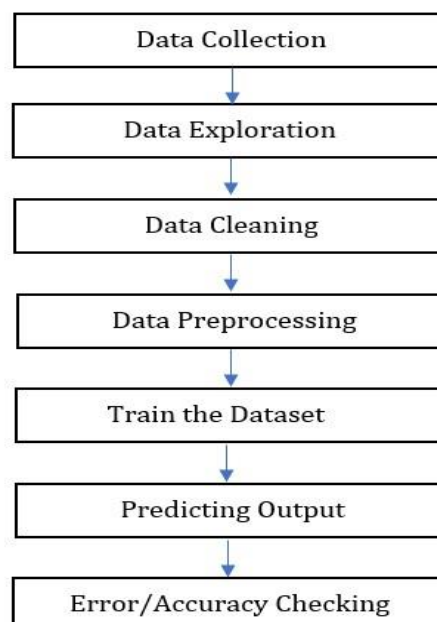 Data Collection
Data Exploration
Data Cleaning
Data Preprocessing
Train the Dataset
Predicting Output
Error/Accuracy Checking